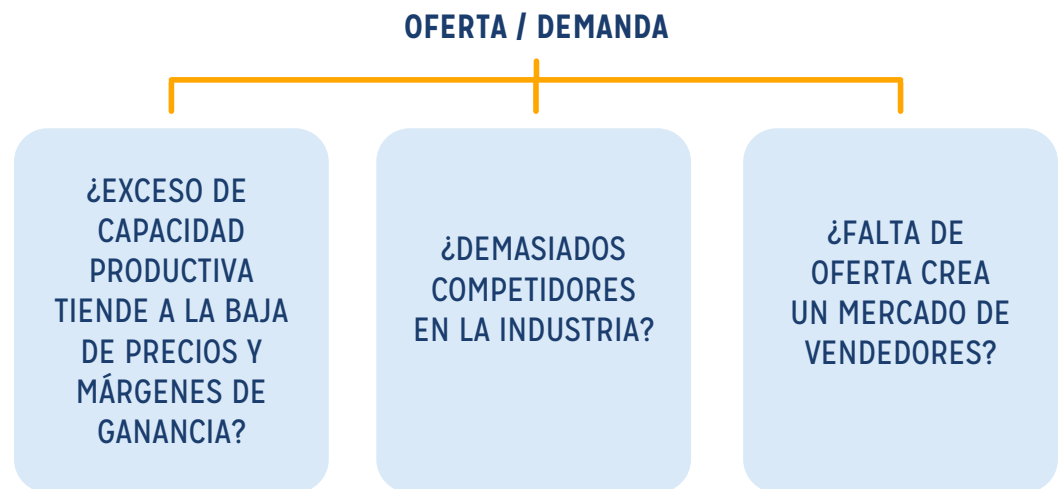 OFERTA / DEMANDA
¿EXCESO DE
CAPACIDAD
PRODUCTIVA
TIENDE A LA BAJA
DE PRECIOS Y
MÁRGENES DE
GANANCIA?
¿DEMASIADOS
COMPETIDORES
EN LA INDUSTRIA?
¿FALTA DE
OFERTA CREA
UN MERCADO DE
VENDEDORES?